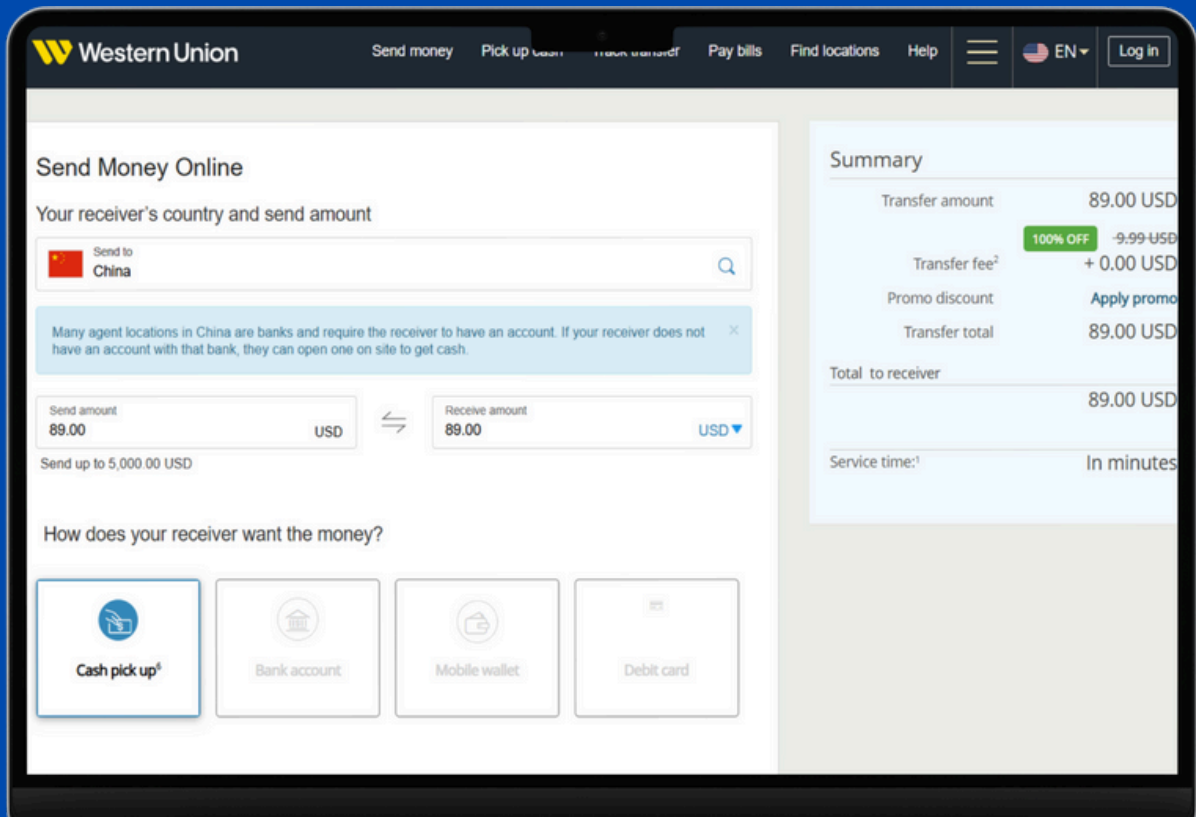 Western Union
Send money Pick up cash Track transfer Pay bills Find locations Help EN Log in
Send Money Online
Your receiver's country and send amount
Send to
China
Many agent locations in China are banks and require the receiver to have an account. If your receiver does not
have an account with that bank, they can open one on site to get cash.
Send amount
89.00 USD
Receive amount
89.00 USD
Send up to 5,000.00 USD
How does your receiver want the money?
Cash pick up⁶
Bank account
Mobile wallet
Debit card
Summary
Transfer amount 89.00 USD
100% OFF 9.99 USD
Transfer fee² + 0.00 USD
Promo discount Apply promo
Transfer total 89.00 USD
Total to receiver
89.00 USD
Service time:¹ In minutes